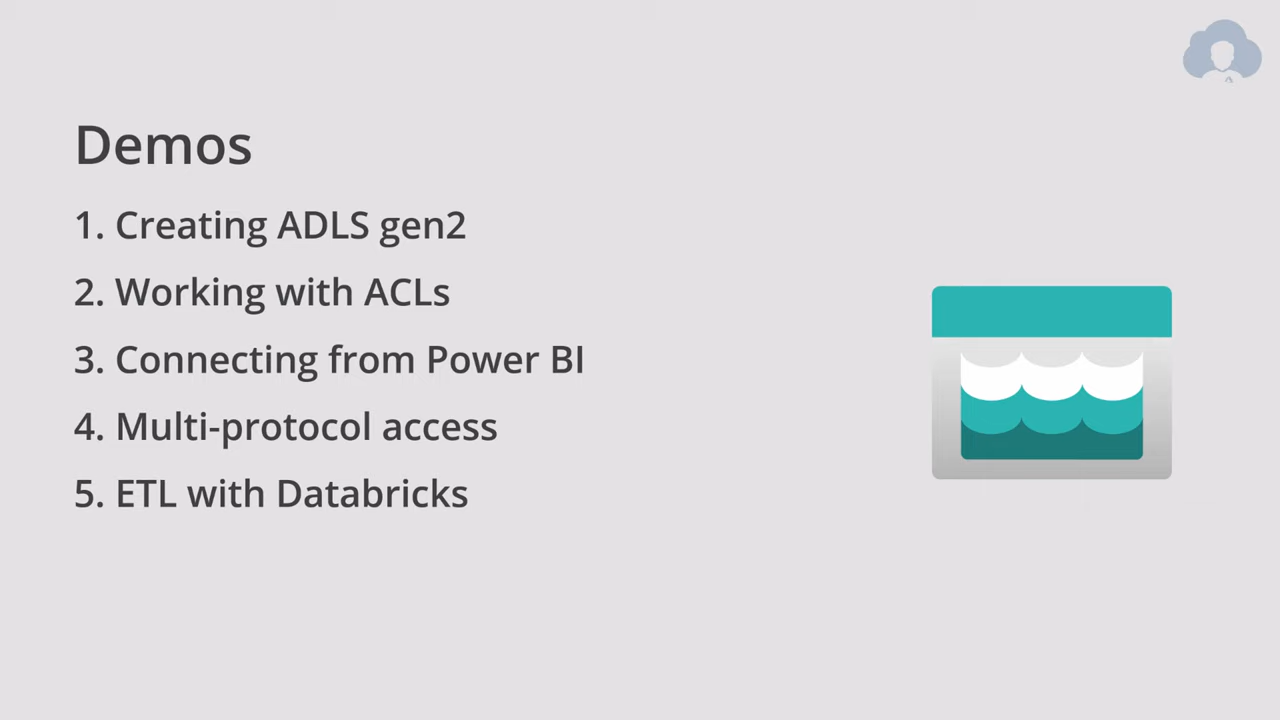 Demos
1. Creating ADLS gen2
2. Working with ACLs
3. Connecting from Power BI
4. Multi-protocol access
5. ETL with Databricks